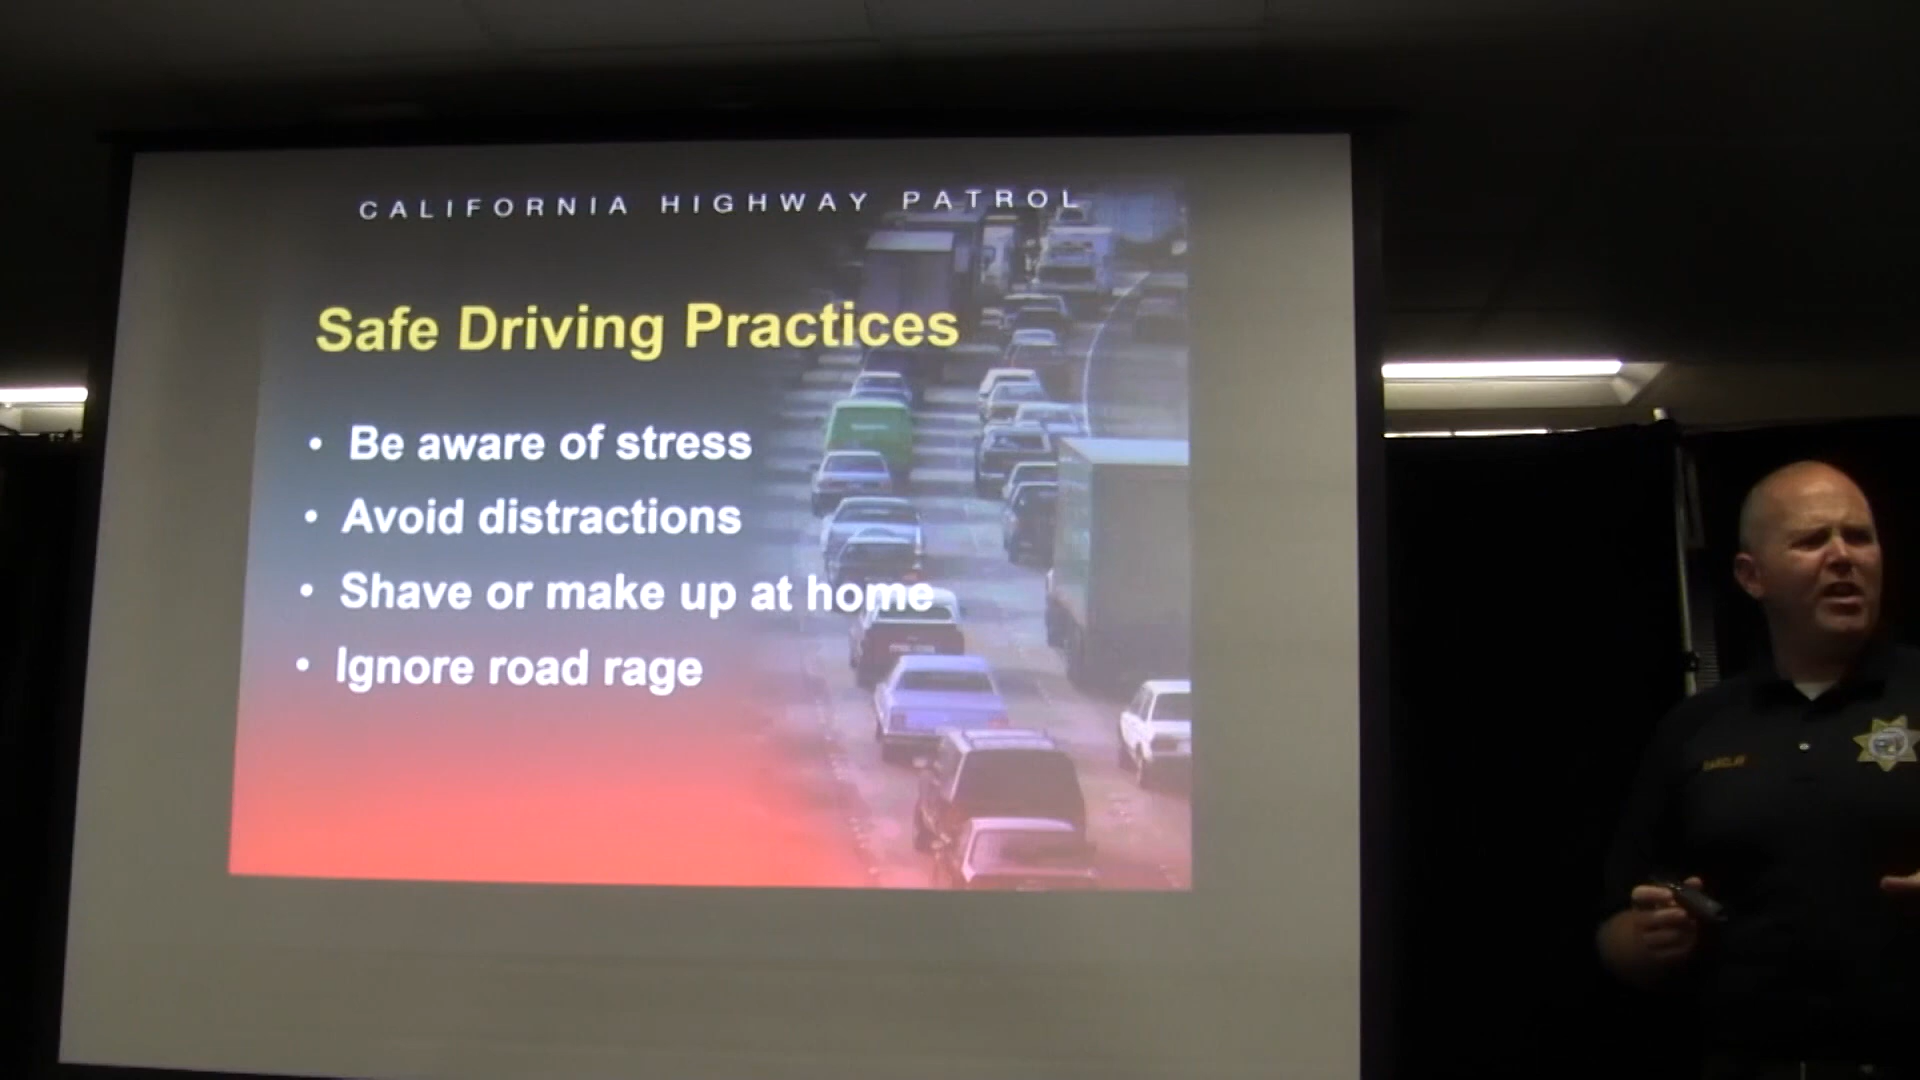 CALIFORNIA HIGHWAY PATROL
Safe Driving Practices
• Be aware of stress
• Avoid distractions
• Shave or make up at home
• Ignore road rage